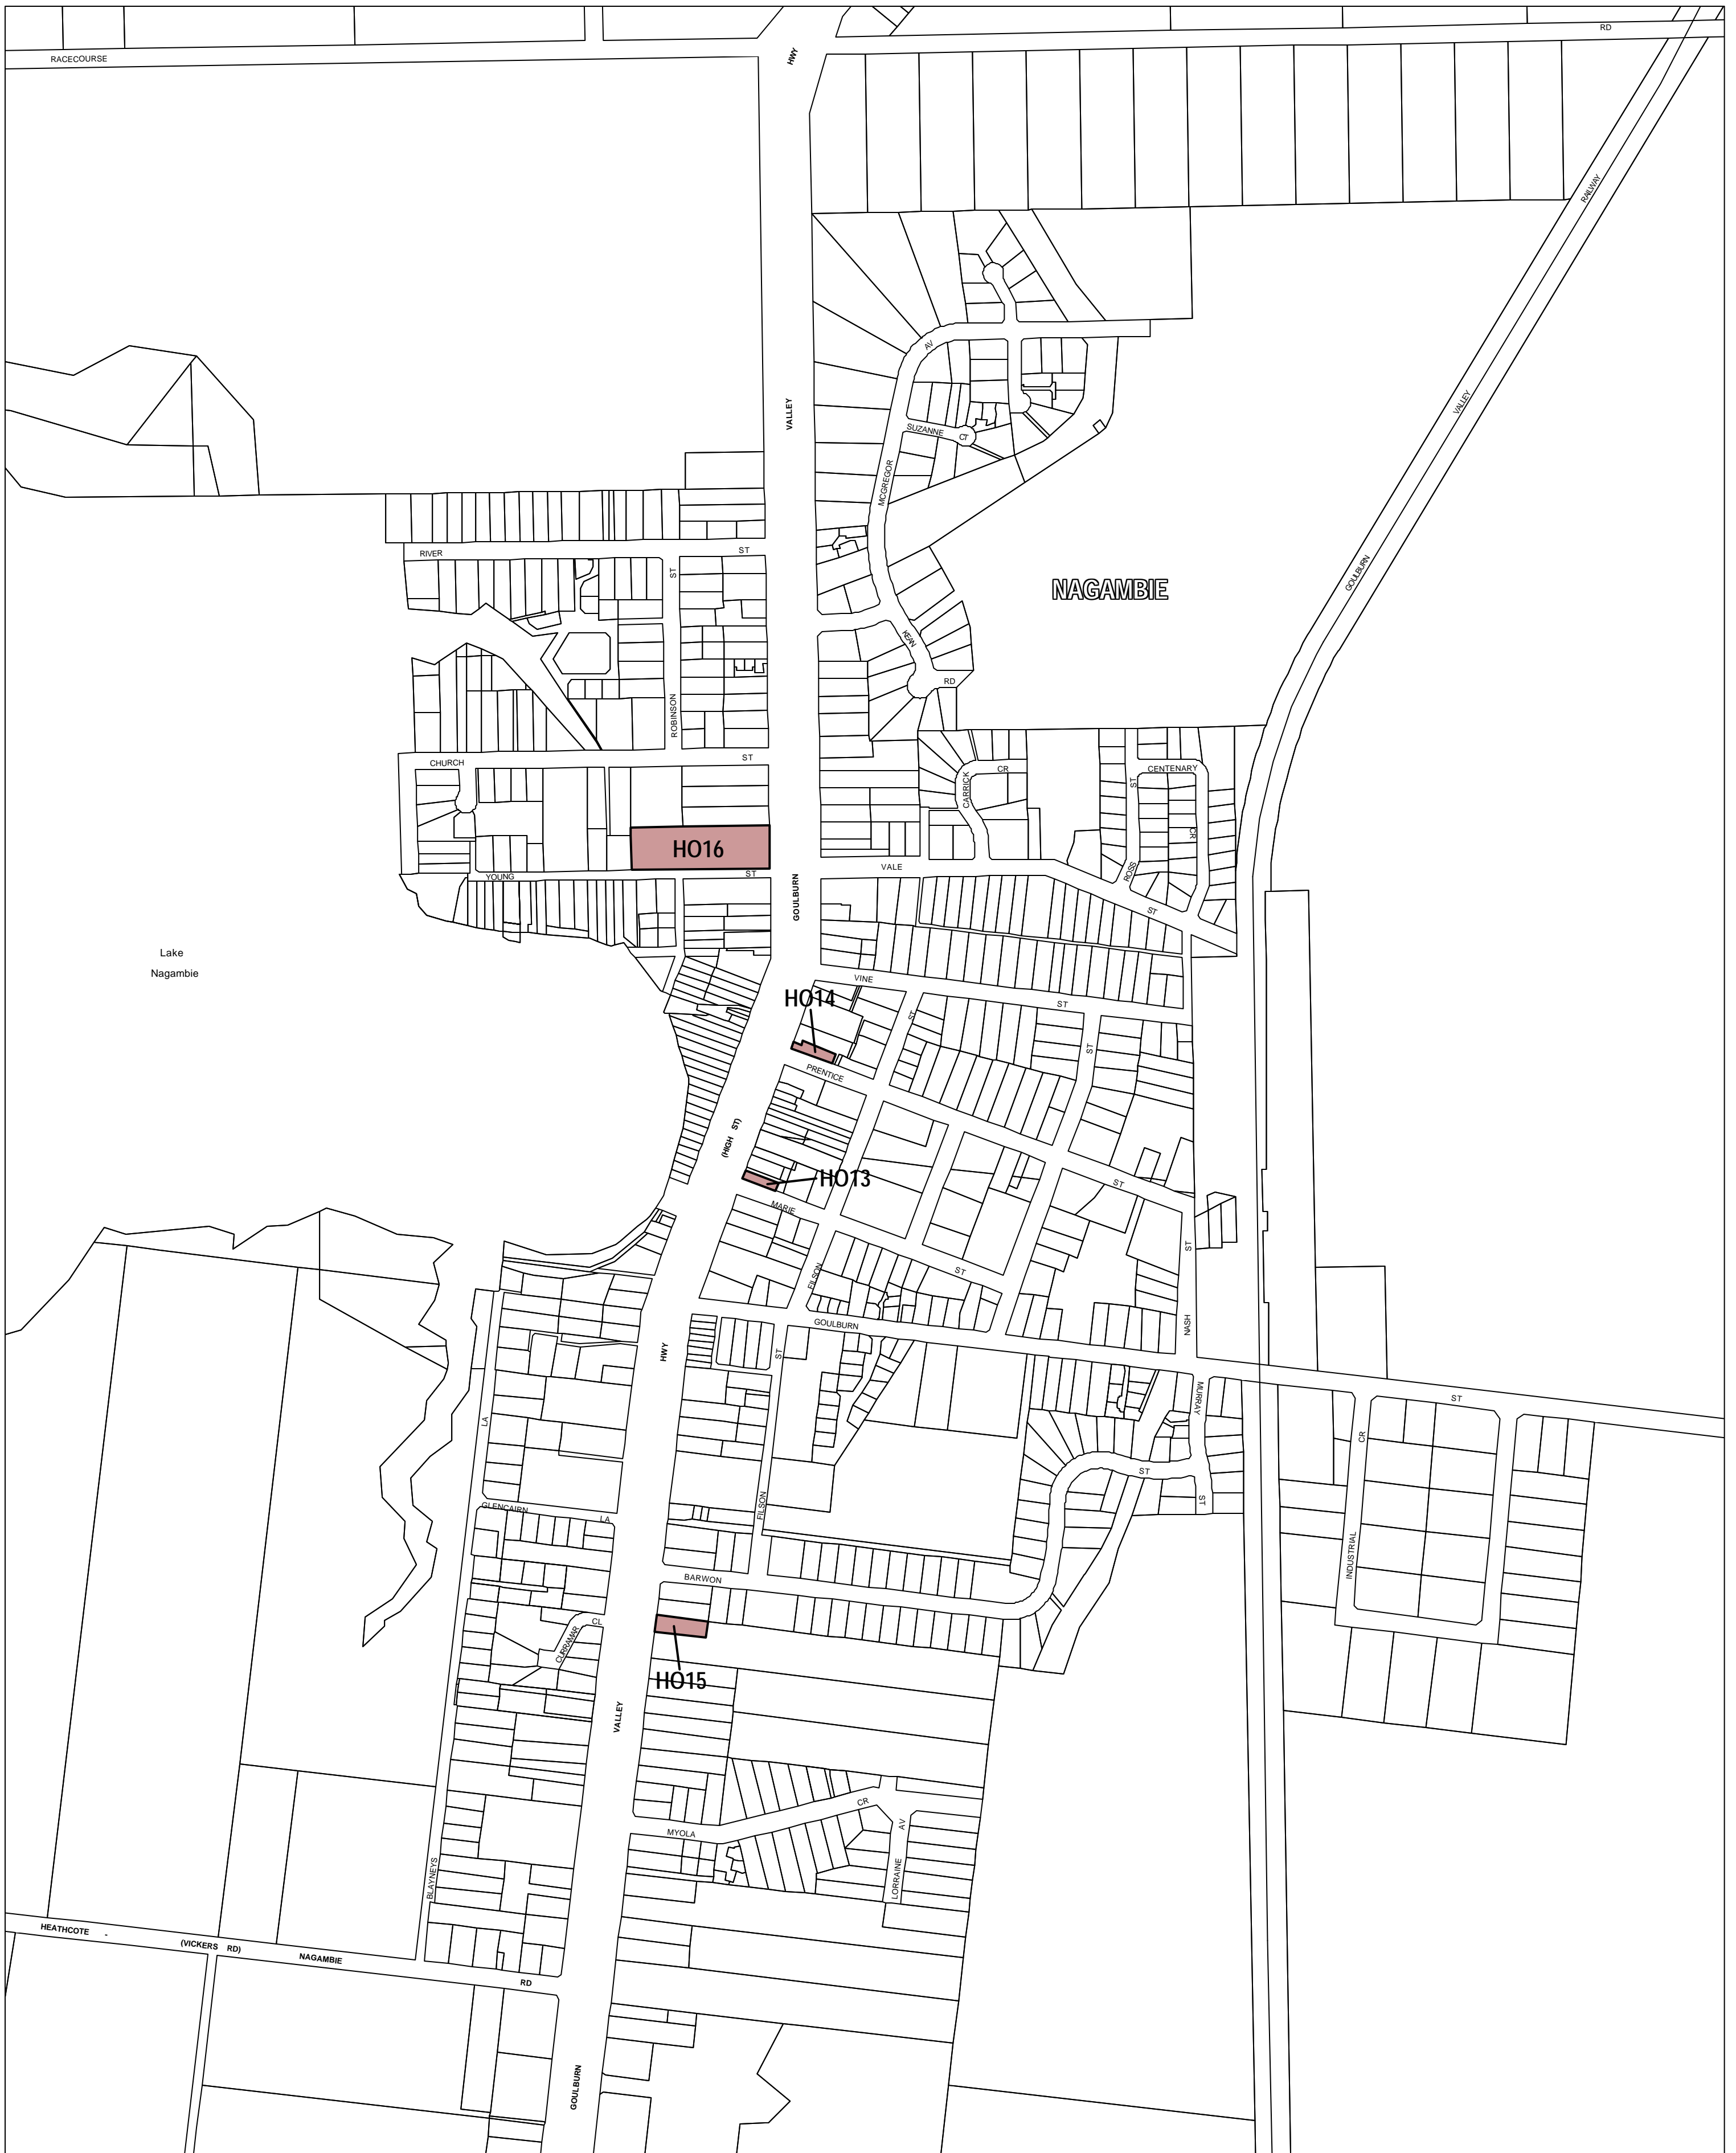 RD
HWY
RACECOURSE
RAILWAY
AV
VALLEY
VALLEY
SUZANNE CT
MCGREGOR
RIVER ST
ST
GOULBURN
NAGAMBIE
KEAN
RD
ROBINSON
CHURCH ST
CR
CARRICK
CENTENARY
ST
CR
HO16
VALE
ROSS
YOUNG ST
GOULBURN
ST
Lake
Nagambie
VINE
HO14
ST
ST
ST
PRENTICE
(HIGH ST)
HO13
ST
MARIE
ST
ST
FILSON
GOULBURN
NASH
HWY
ST
MURRAY
ST
LA
CR
ST
ST
GLENCAIRN
LA
FILSON
INDUSTRIAL
BARWON
CL
CURRAMAR
HO15
VALLEY
CR
AV
MYOLA
LORRAINE
BLAYNEYS
HEATHCOTE - (VICKERS RD) NAGAMBIE
RD
GOULBURN